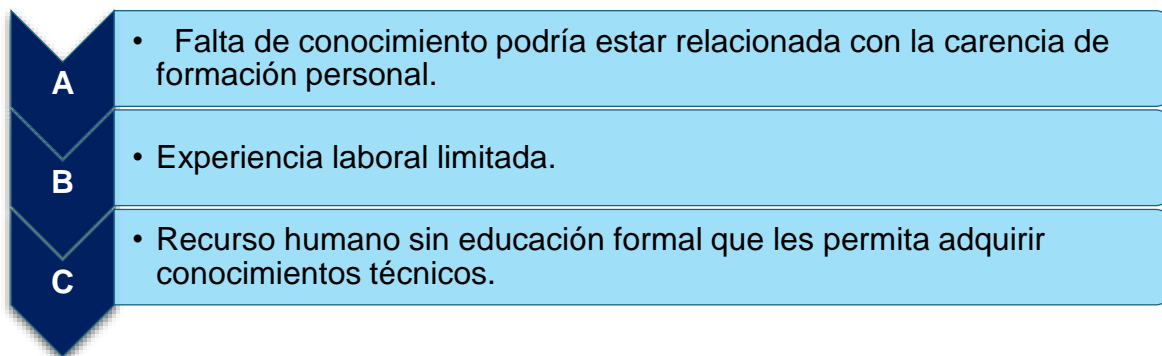 A
• Falta de conocimiento podría estar relacionada con la carencia de
formación personal.
B
• Experiencia laboral limitada.
C
• Recurso humano sin educación formal que les permita adquirir
conocimientos técnicos.